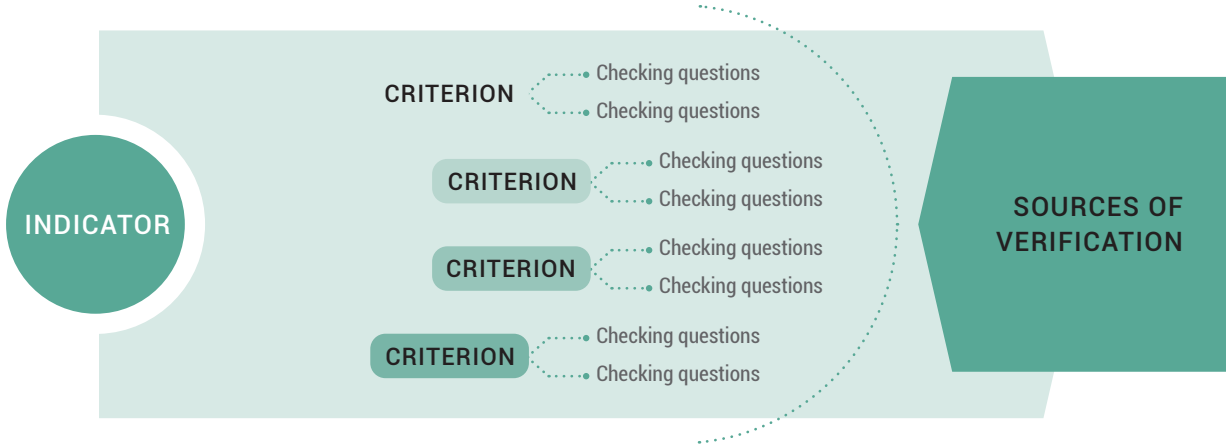 INDICATOR
CRITERION
Checking questions
Checking questions
CRITERION
Checking questions
Checking questions
CRITERION
Checking questions
Checking questions
CRITERION
Checking questions
Checking questions
SOURCES OF
VERIFICATION